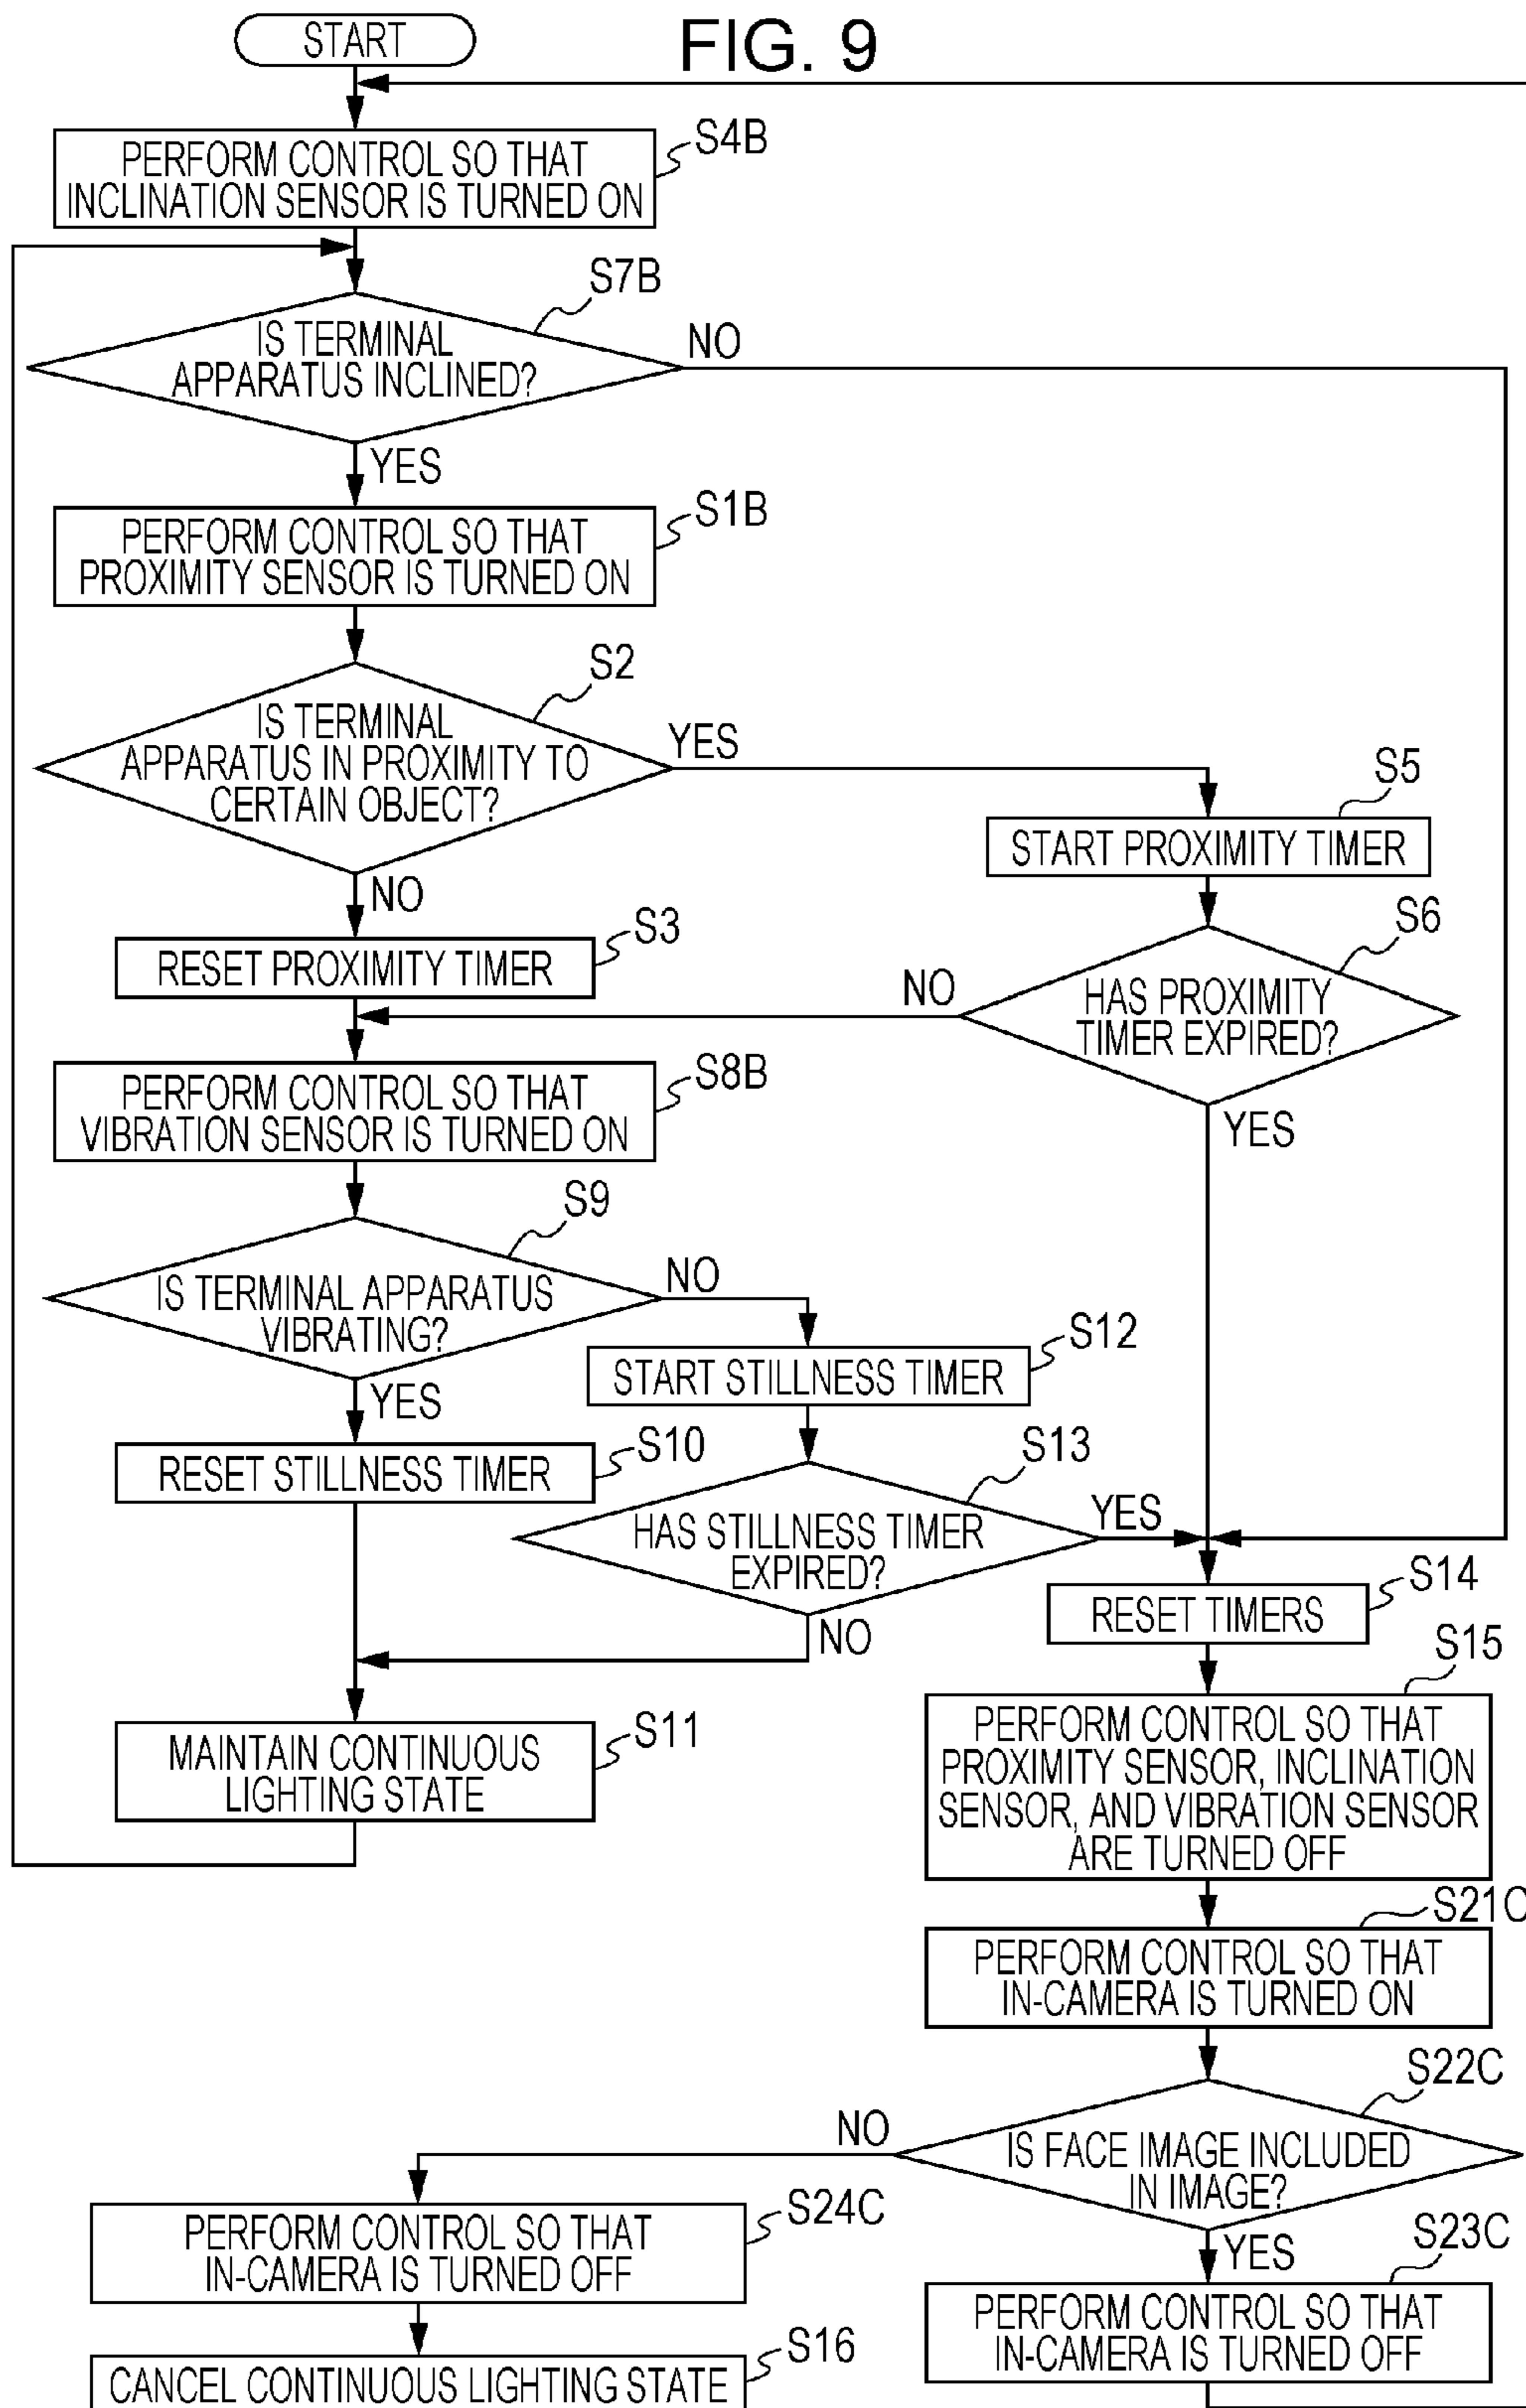 FIG. 9
START
PERFORM CONTROL SO THAT
INCLINATION SENSOR IS TURNED ON
S4B
IS TERMINAL
APPARATUS INCLINED?
S7B
NO
YES
PERFORM CONTROL SO THAT
PROXIMITY SENSOR IS TURNED ON
S1B
IS TERMINAL
APPARATUS IN PROXIMITY TO
CERTAIN OBJECT?
S2
YES
NO
START PROXIMITY TIMER
S5
RESET PROXIMITY TIMER
S3
HAS PROXIMITY
TIMER EXPIRED?
S6
NO
YES
PERFORM CONTROL SO THAT
VIBRATION SENSOR IS TURNED ON
S8B
IS TERMINAL APPARATUS
VIBRATING?
S9
NO
YES
START STILLNESS TIMER
S12
RESET STILLNESS TIMER
S10
HAS STILLNESS TIMER
EXPIRED?
S13
YES
NO
RESET TIMERS
S14
MAINTAIN CONTINUOUS
LIGHTING STATE
S11
PERFORM CONTROL SO THAT
PROXIMITY SENSOR, INCLINATION
SENSOR, AND VIBRATION SENSOR
ARE TURNED OFF
S15
PERFORM CONTROL SO THAT
IN-CAMERA IS TURNED ON
S21C
IS FACE IMAGE INCLUDED
IN IMAGE?
S22C
NO
YES
PERFORM CONTROL SO THAT
IN-CAMERA IS TURNED OFF
S24C
PERFORM CONTROL SO THAT
IN-CAMERA IS TURNED OFF
S23C
CANCEL CONTINUOUS LIGHTING STATE
S16